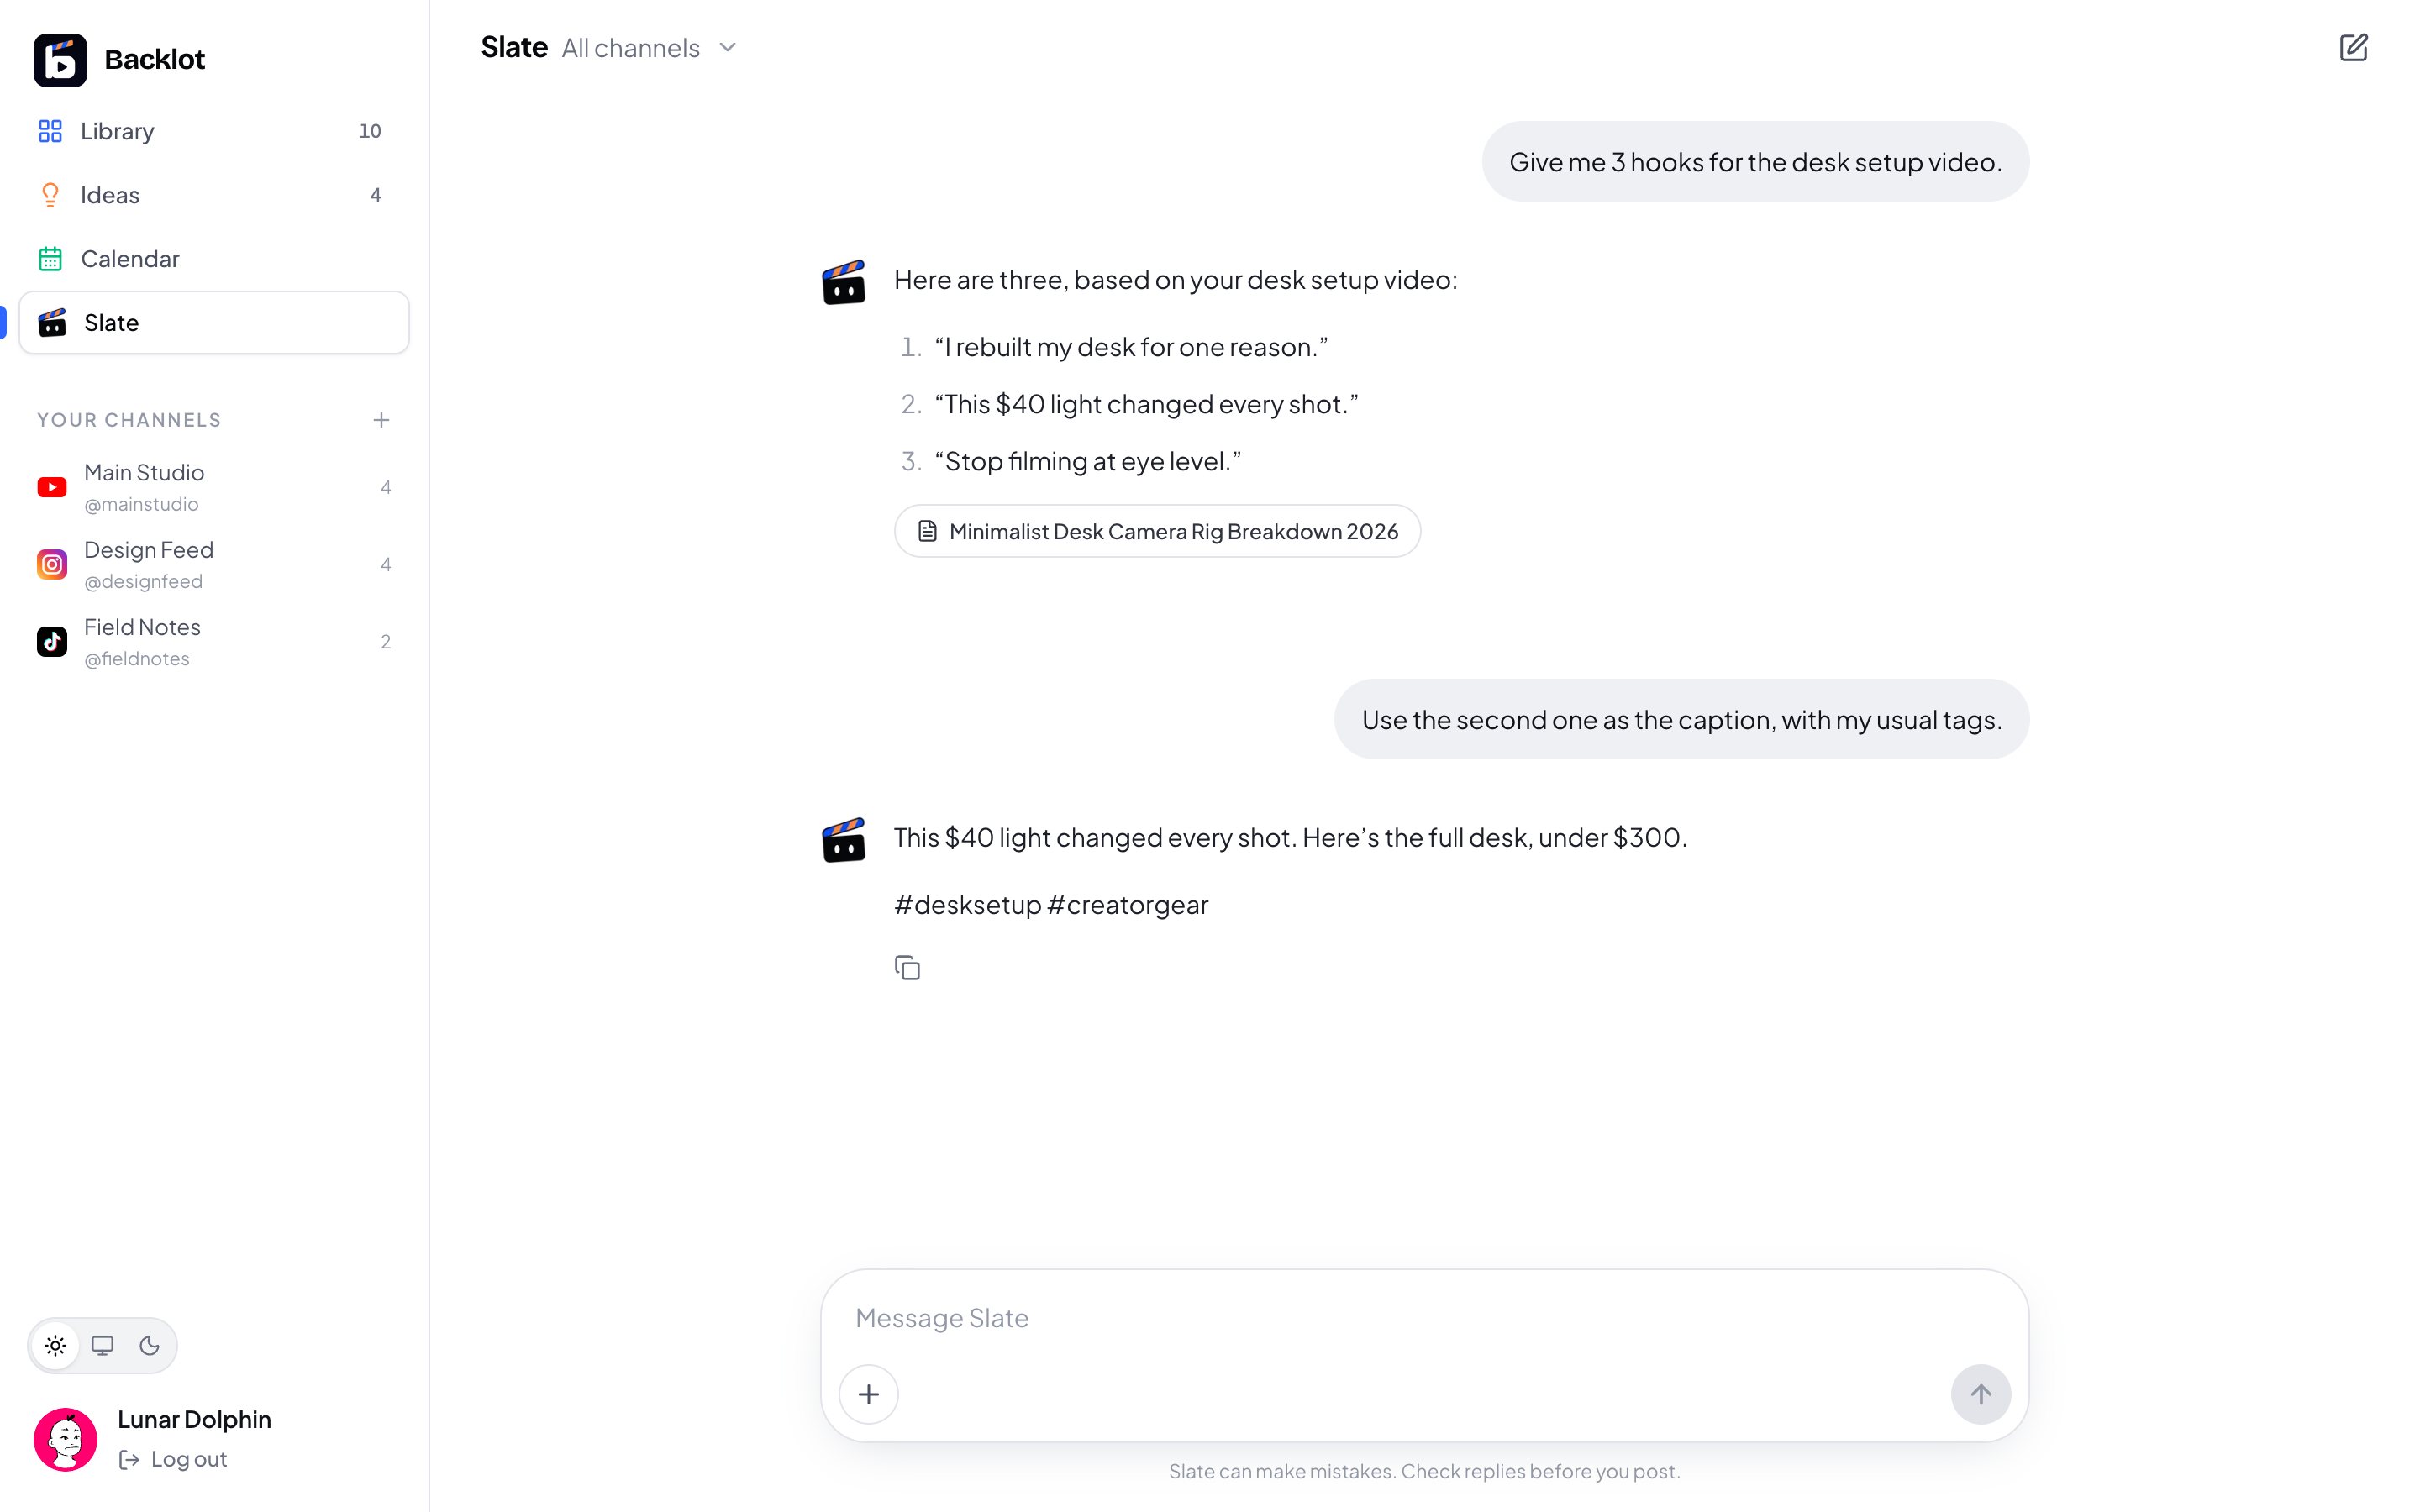 Backlot
Library 10
Ideas 4
Calendar
Slate
YOUR CHANNELS
Main Studio
@mainstudio
4
Design Feed
@designfeed
4
Field Notes
@fieldnotes
2
Lunar Dolphin
Log out
Slate All channels
Give me 3 hooks for the desk setup video.
Here are three, based on your desk setup video:
1. “I rebuilt my desk for one reason.”
2. “This $40 light changed every shot.”
3. “Stop filming at eye level.”
Minimalist Desk Camera Rig Breakdown 2026
Use the second one as the caption, with my usual tags.
This $40 light changed every shot. Here’s the full desk, under $300.
#desksetup #creatorgear
Message Slate
Slate can make mistakes. Check replies before you post.